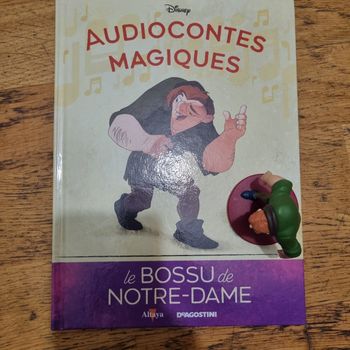 Disney
AUDIOCONTES
MAGIQUES
le BOSSU de
NOTRE-DAME
Altaya DeAGOSTINI